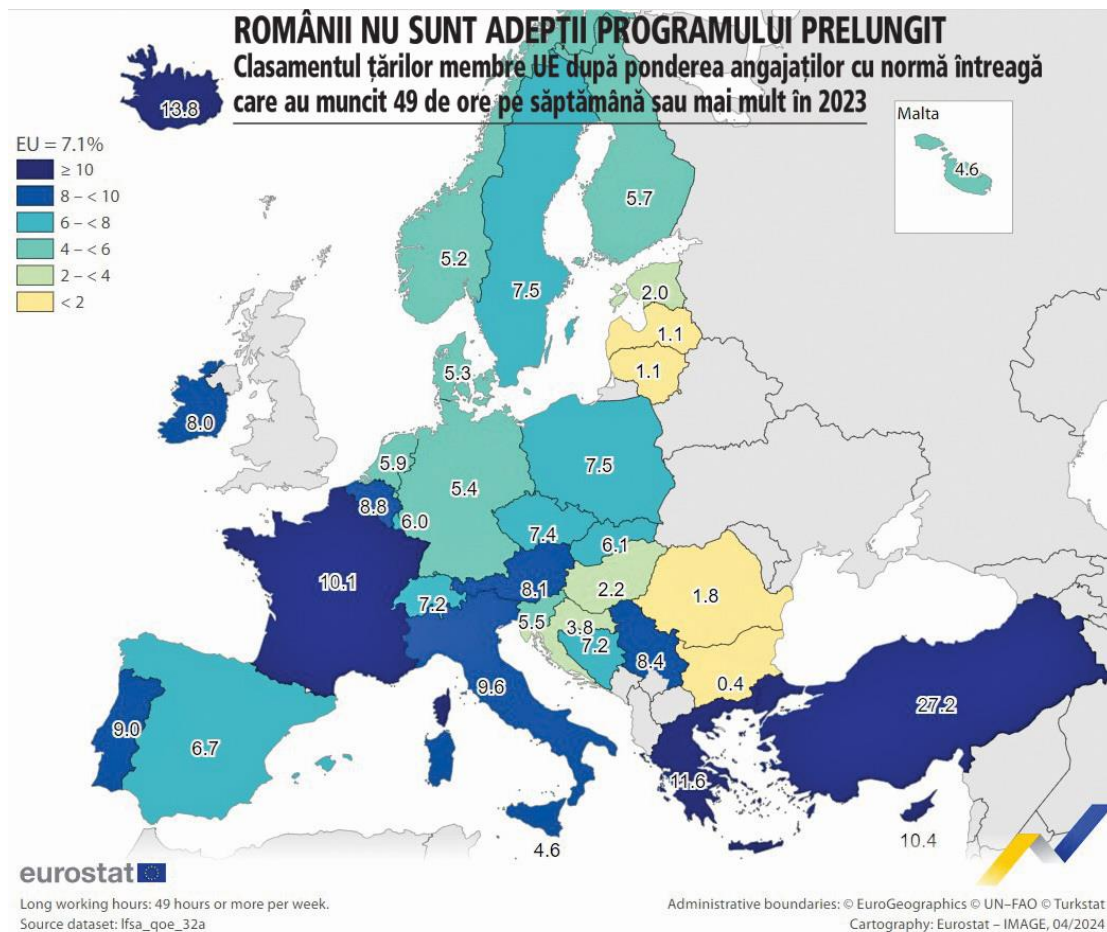 ROMÂNII NU SUNT ADEPȚII PROGRAMULUI PRELUNGIT
Clasamentul țărilor membre UE după ponderea angajaților cu normă întreagă
care au muncit 49 de ore pe săptămână sau mai mult în 2023
13.8
Malta
4.6
EU = 7.1%
≥ 10
8 – < 10
6 – < 8
4 – < 6
2 – < 4
< 2
5.7
5.2
7.5
2.0
1.1
1.1
5.3
8.0
5.9
5.4
7.5
8.8
6.0
7.4
6.1
10.1
8.1
2.2
7.2
1.8
5.5
3.8
7.2
8.4
0.4
9.6
27.2
9.0
6.7
11.6
4.6
10.4
eurostat
Long working hours: 49 hours or more per week.
Source dataset: lfsa_qoe_32a
Administrative boundaries: © EuroGeographics © UN–FAO © Turkstat
Cartography: Eurostat – IMAGE, 04/2024